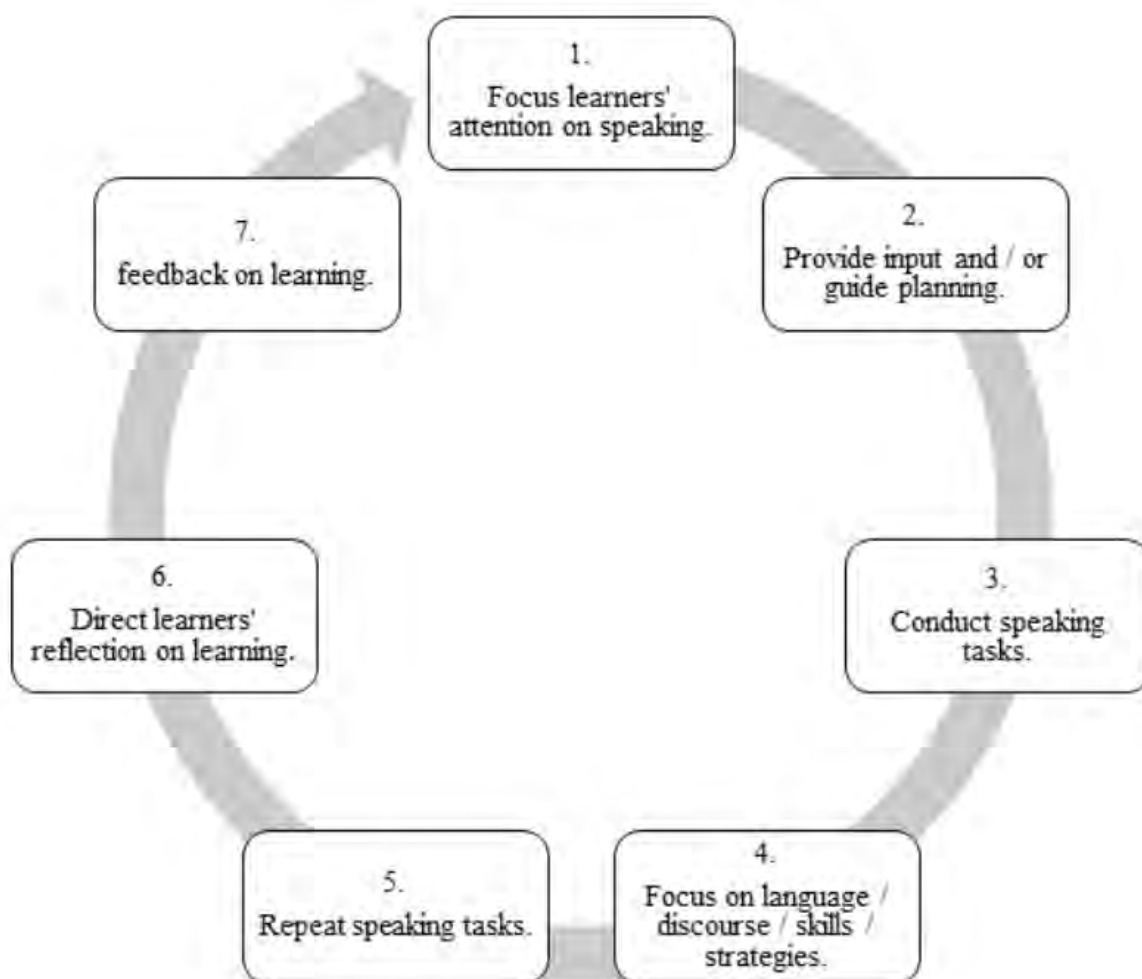 1.
Focus learners'
attention on speaking.
2.
Provide input and / or
guide planning.
3.
Conduct speaking
tasks.
4.
Focus on language /
discourse / skills /
strategies.
5.
Repeat speaking tasks.
6.
Direct learners'
reflection on learning.
7.
feedback on learning.